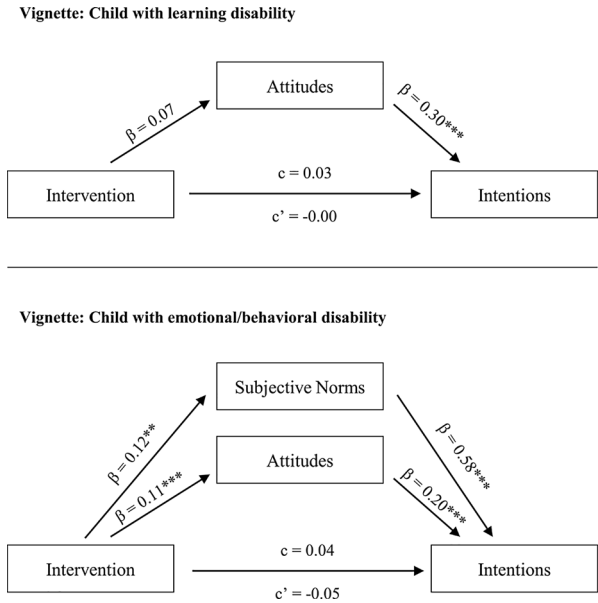 Vignette: Child with learning disability
Attitudes
β = 0.07
β = 0.30***
Intervention
c = 0.03
c’ = -0.00
Intentions
Vignette: Child with emotional/behavioral disability
Subjective Norms
β = 0.12**
β = 0.58***
Attitudes
β = 0.11***
β = 0.20***
Intervention
c = 0.04
c’ = -0.05
Intentions